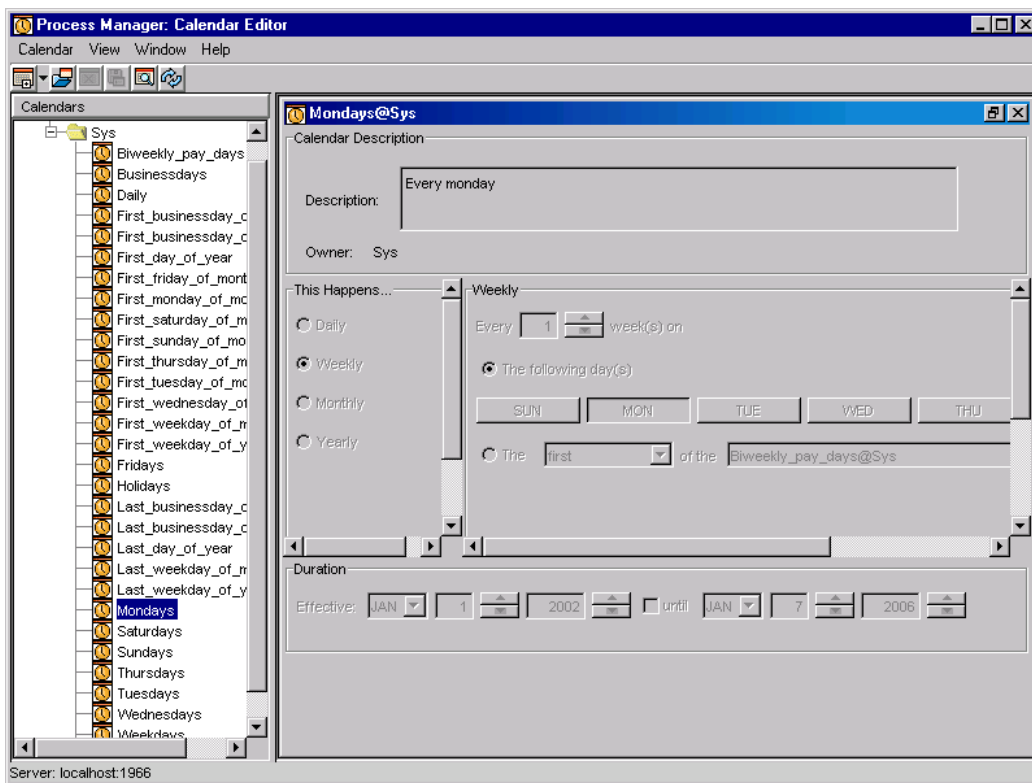 Process Manager: Calendar Editor
Calendar View Window Help
Calendars
Sys
Biweekly_pay_days
Businessdays
Daily
First_businessday_c
First_businessday_c
First_day_of_year
First_friday_of_mont
First_monday_of_mc
First_saturday_of_m
First_sunday_of_mo
First_thursday_of_m
First_tuesday_of_mc
First_wednesday_of
First_weekday_of_m
First_weekday_of_y
Fridays
Holidays
Last_businessday_c
Last_businessday_c
Last_day_of_year
Last_weekday_of_m
Last_weekday_of_y
Mondays
Saturdays
Sundays
Thursdays
Tuesdays
Wednesdays
Weekdays
Mondays@Sys
Calendar Description
Description: Every monday
Owner: Sys
This Happens...
Daily
Weekly
Monthly
Yearly
Weekly
Every 1 week(s) on
The following day(s)
SUN MON TUE WED THU
The first of the Biweekly_pay_days@Sys
Duration
Effective: JAN 1 2002 until JAN 7 2006
Server: localhost:1966